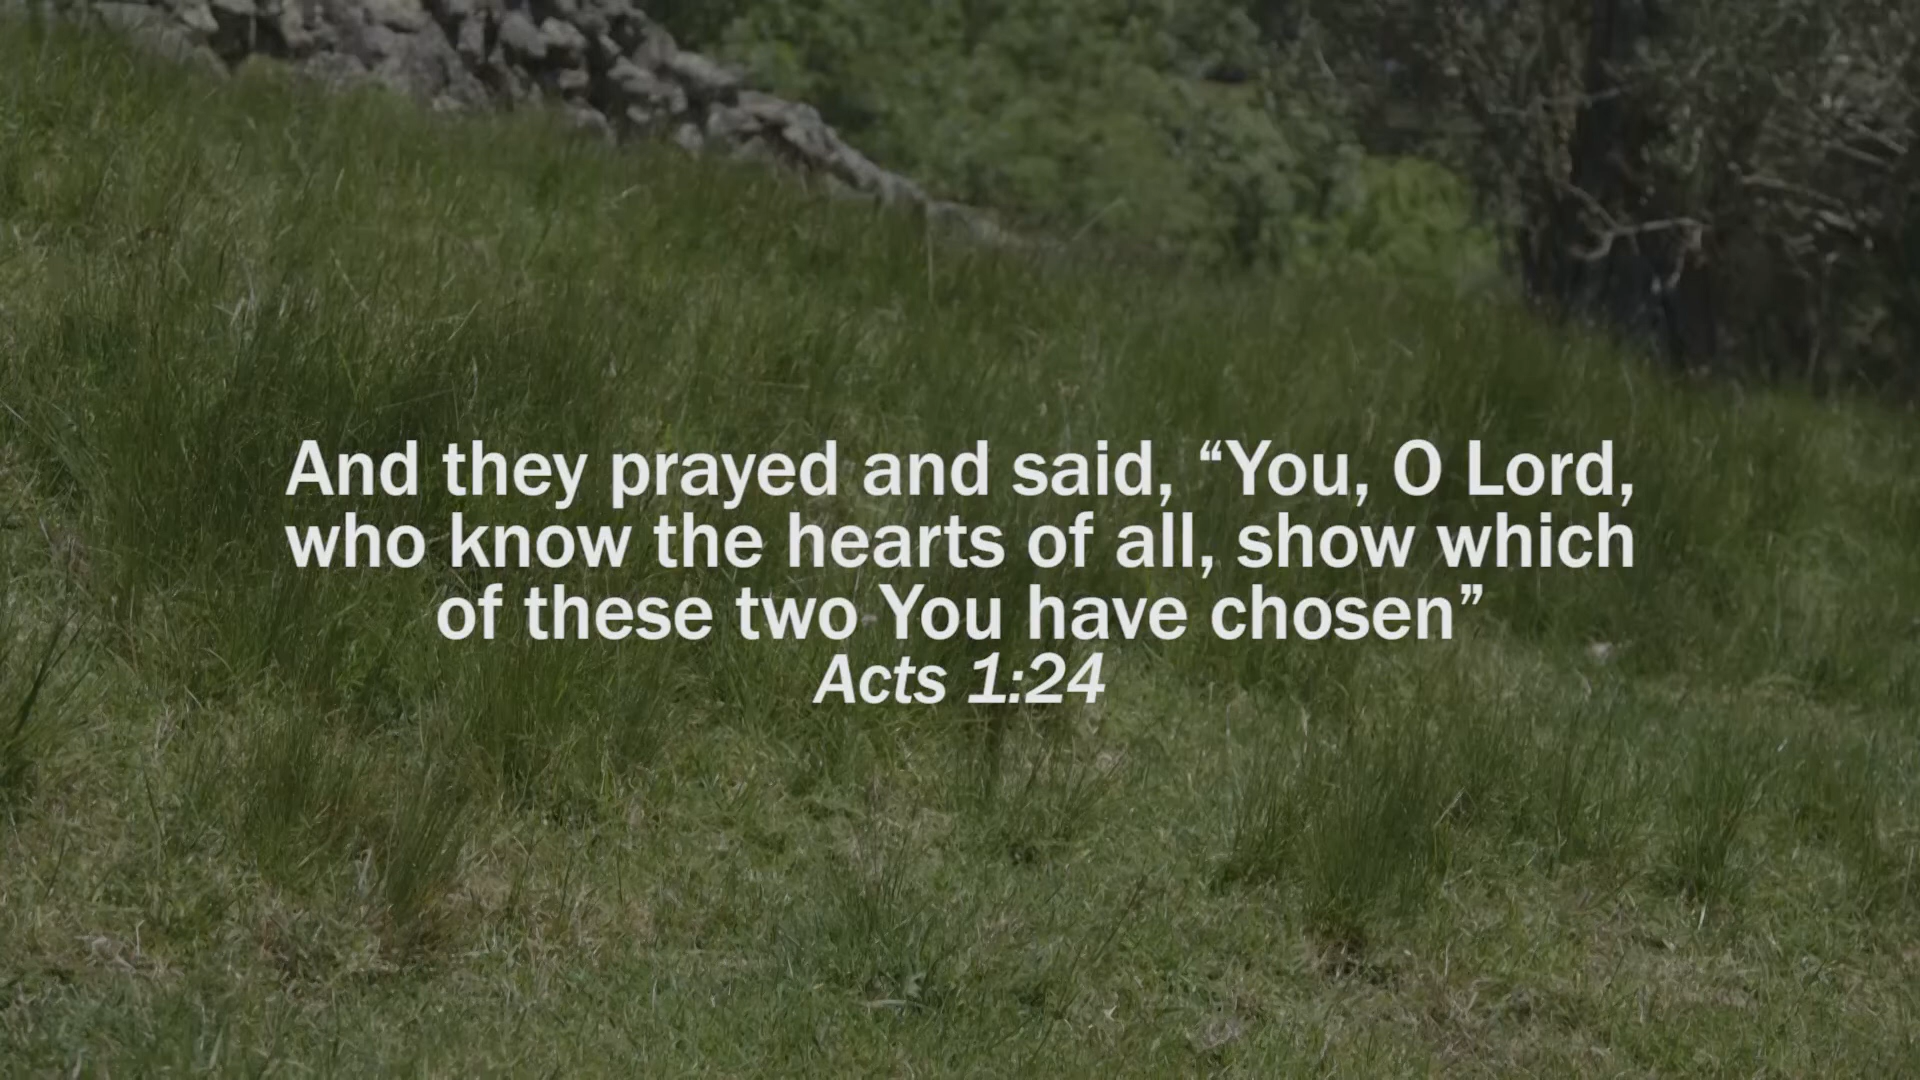 And they prayed and said, “You, O Lord,
who know the hearts of all, show which
of these two You have chosen”
Acts 1:24